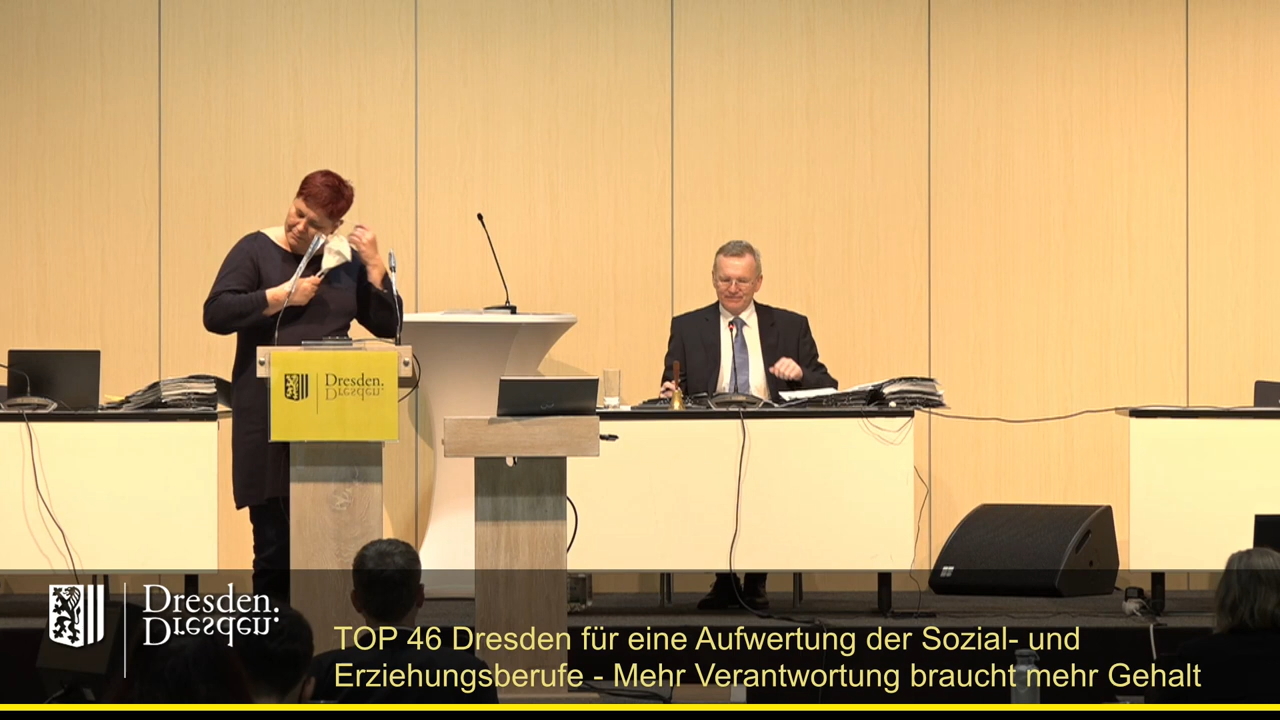 Dresden.
Dresden.
Dresden.
Dresden.
TOP 46 Dresden für eine Aufwertung der Sozial- und
Erziehungsberufe - Mehr Verantwortung braucht mehr Gehalt